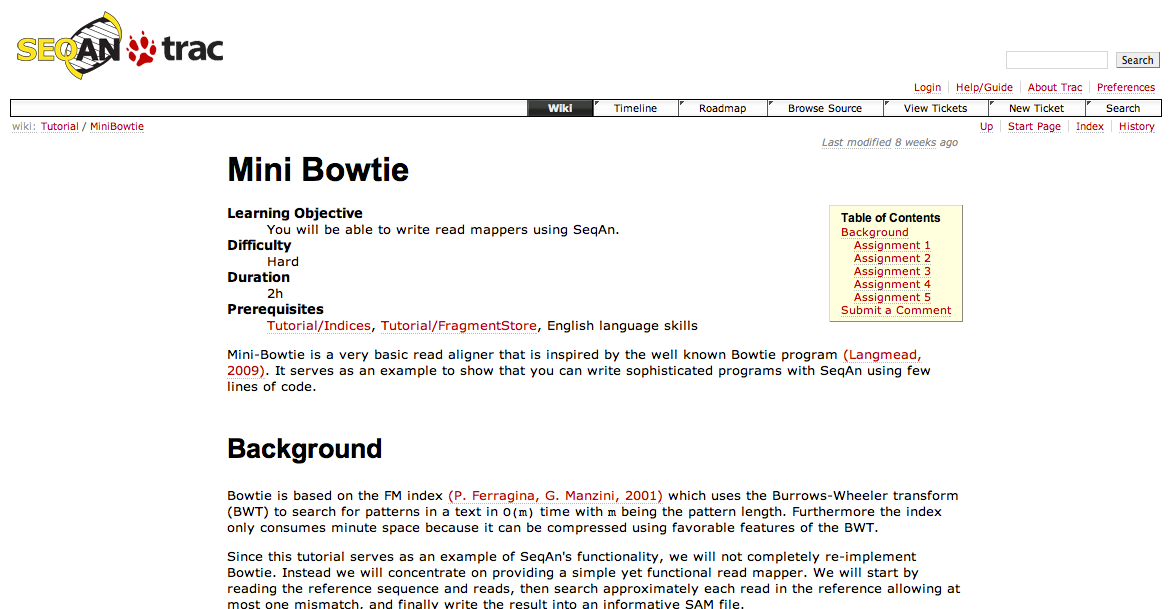 SEQAN trac
Search
Login Help/Guide About Trac Preferences
Wiki Timeline Roadmap Browse Source View Tickets New Ticket Search
wiki: Tutorial / MiniBowtie
Up Start Page Index History
Last modified 8 weeks ago
Mini Bowtie
Learning Objective
You will be able to write read mappers using SeqAn.
Difficulty
Hard
Duration
2h
Prerequisites
Tutorial/Indices, Tutorial/FragmentStore, English language skills
Table of Contents
Background
Assignment 1
Assignment 2
Assignment 3
Assignment 4
Assignment 5
Submit a Comment
Mini-Bowtie is a very basic read aligner that is inspired by the well known Bowtie program (Langmead,
2009). It serves as an example to show that you can write sophisticated programs with SeqAn using few
lines of code.
Background
Bowtie is based on the FM index (P. Ferragina, G. Manzini, 2001) which uses the Burrows-Wheeler transform
(BWT) to search for patterns in a text in O(m) time with m being the pattern length. Furthermore the index
only consumes minute space because it can be compressed using favorable features of the BWT.
Since this tutorial serves as an example of SeqAn's functionality, we will not completely re-implement
Bowtie. Instead we will concentrate on providing a simple yet functional read mapper. We will start by
reading the reference sequence and reads, then search approximately each read in the reference allowing at
most one mismatch, and finally write the result into an informative SAM file.